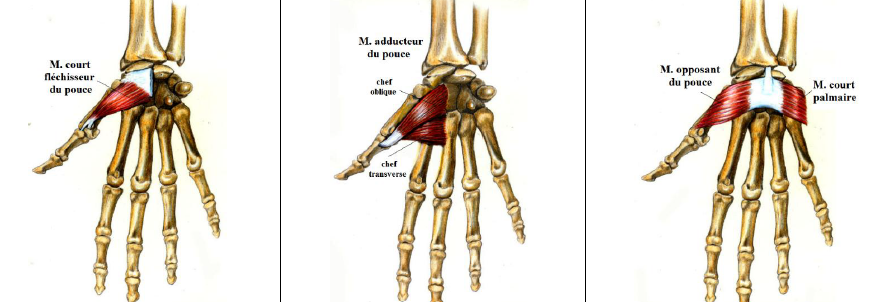 M. court
fléchisseur
du pouce
M. adducteur
du pouce
chef
oblique
chef
transverse
M. opposant
du pouce
M. court
palmaire